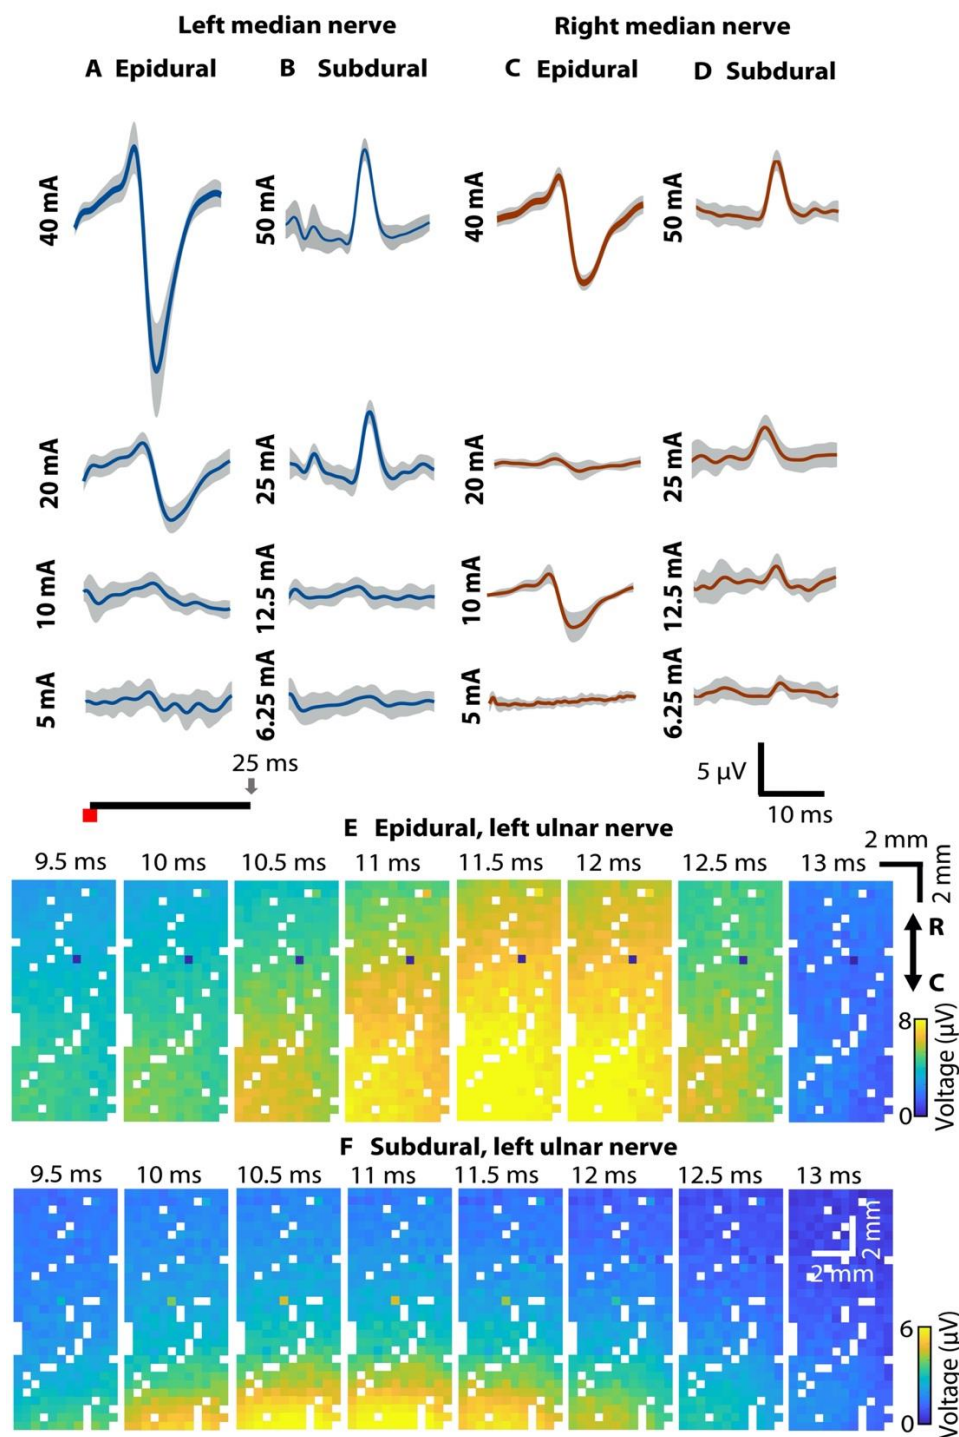 Left median nerve Right median nerve
A Epidural B Subdural C Epidural D Subdural
40 mA 50 mA 40 mA 50 mA
20 mA 25 mA 20 mA 25 mA
10 mA 12.5 mA 10 mA 12.5 mA
5 mA 6.25 mA 5 mA 6.25 mA
25 ms
5 µV
10 ms
E Epidural, left ulnar nerve
9.5 ms 10 ms 10.5 ms 11 ms 11.5 ms 12 ms 12.5 ms 13 ms
2 mm
2 mm
R
C
8
0
Voltage (µV)
F Subdural, left ulnar nerve
9.5 ms 10 ms 10.5 ms 11 ms 11.5 ms 12 ms 12.5 ms 13 ms
2 mm
2 mm
6
0
Voltage (µV)